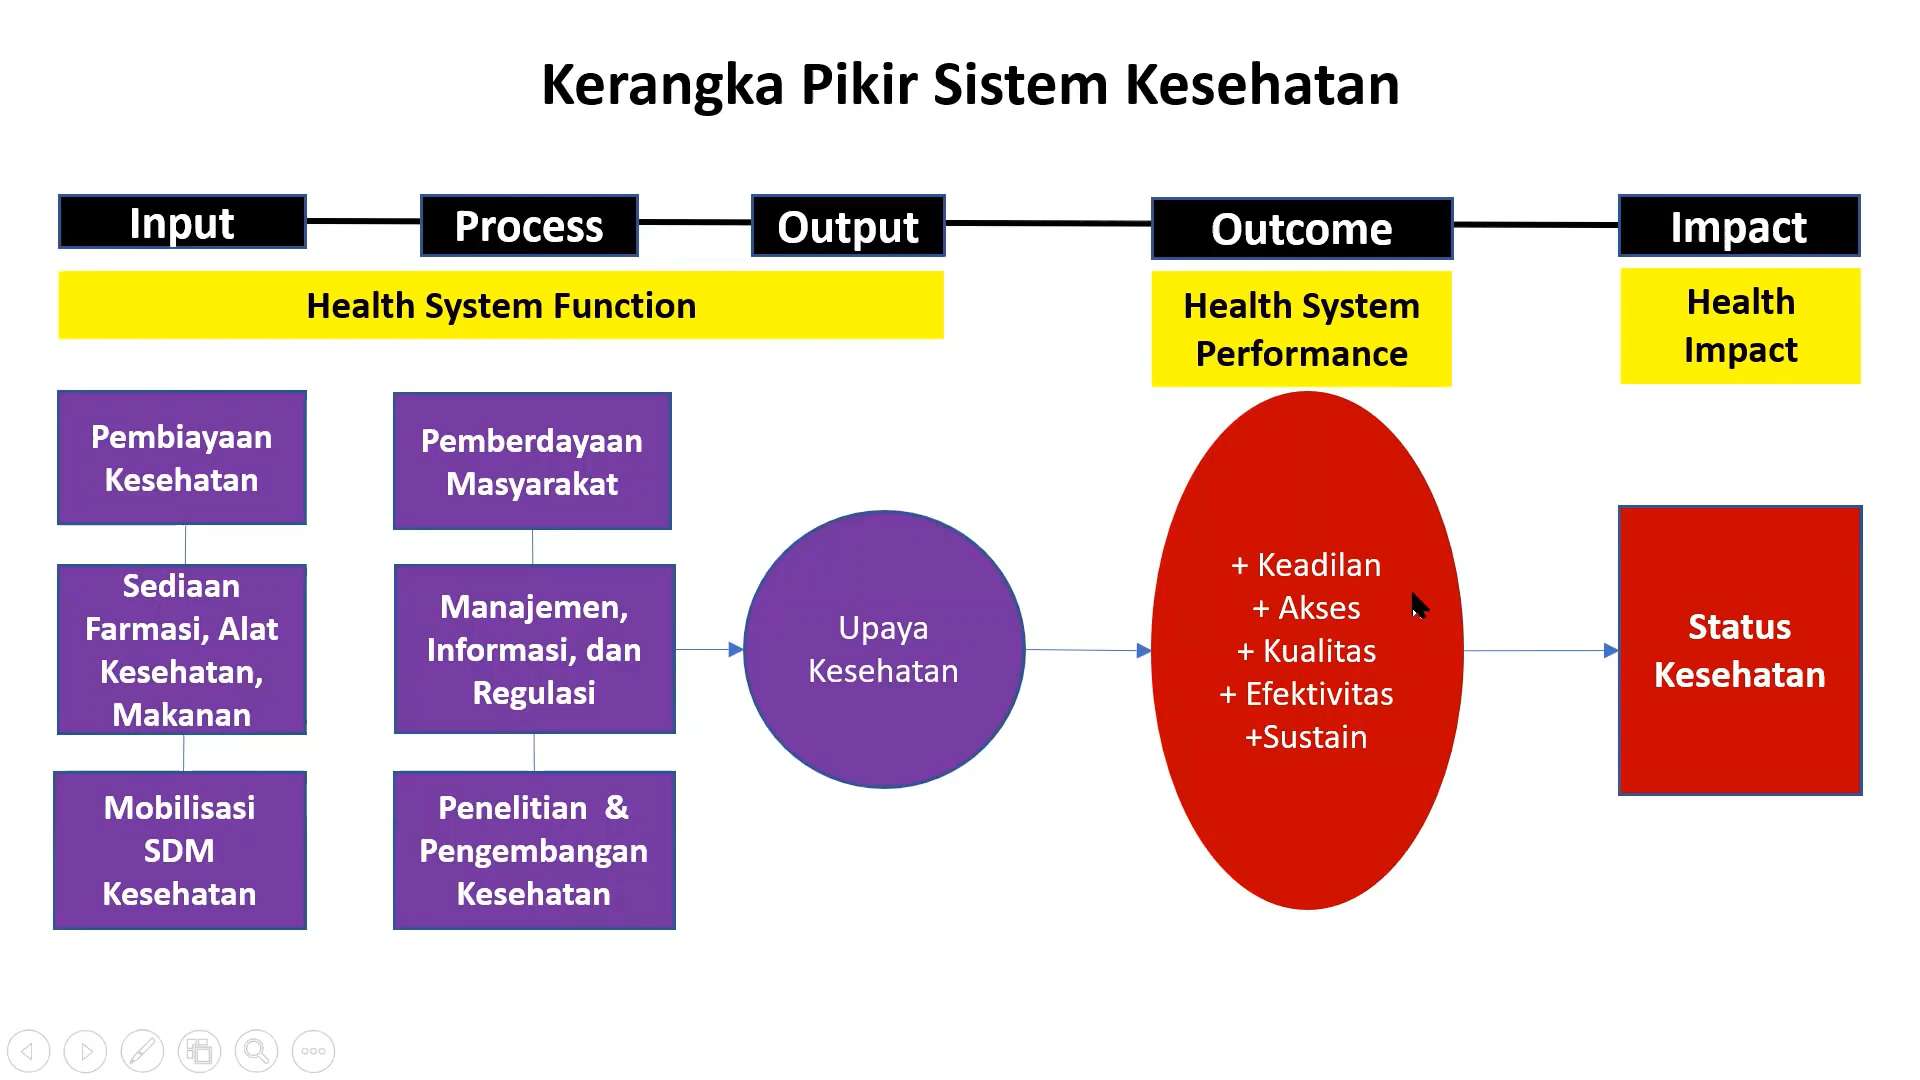 Kerangka Pikir Sistem Kesehatan
Input
Process
Output
Outcome
Impact
Health System Function
Health System
Performance
Health
Impact
Pembiayaan
Kesehatan
Sediaan
Farmasi, Alat
Kesehatan,
Makanan
Mobilisasi
SDM
Kesehatan
Pemberdayaan
Masyarakat
Manajemen,
Informasi, dan
Regulasi
Penelitian  &
Pengembangan
Kesehatan
Upaya
Kesehatan
+ Keadilan
+ Akses
+ Kualitas
+ Efektivitas
+Sustain
Status
Kesehatan